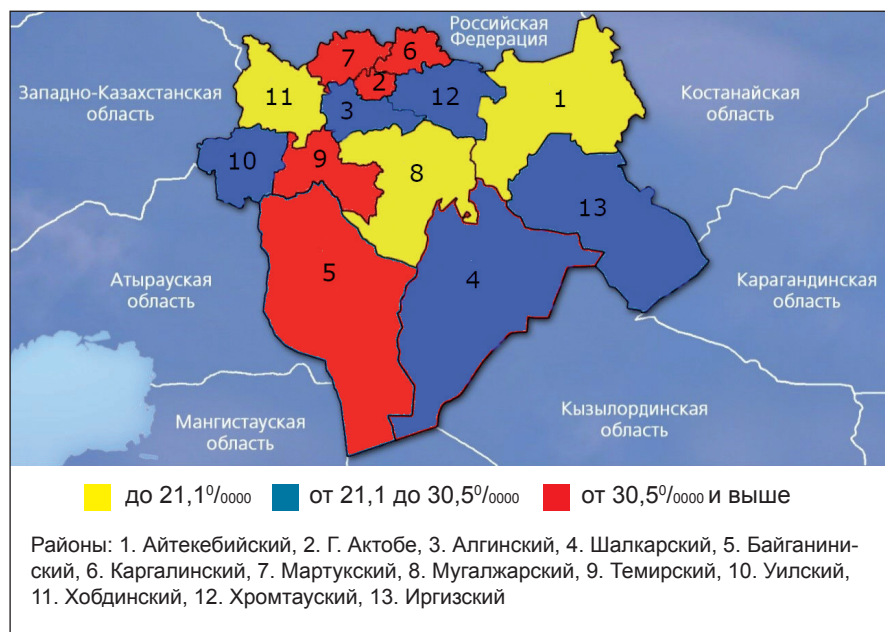 Российская
Федерация
7
6
2
Западно-Казахстанская
область
11
3
12
1
Костанайская
область
10
9
8
13
5
4
Атырауская
область
Карагандинская
область
Мангистауская
область
Кызылординская
область
до 21,1⁰/₀₀₀₀ от 21,1 до 30,5⁰/₀₀₀₀ от 30,5⁰/₀₀₀₀ и выше
Районы: 1. Айтекебийский, 2. Г. Актобе, 3. Алгинский, 4. Шалкарский, 5. Байганини-
ский, 6. Каргалинский, 7. Мартукский, 8. Мугалжарский, 9. Темирский, 10. Уилский,
11. Хобдинский, 12. Хромтауский, 13. Иргизский